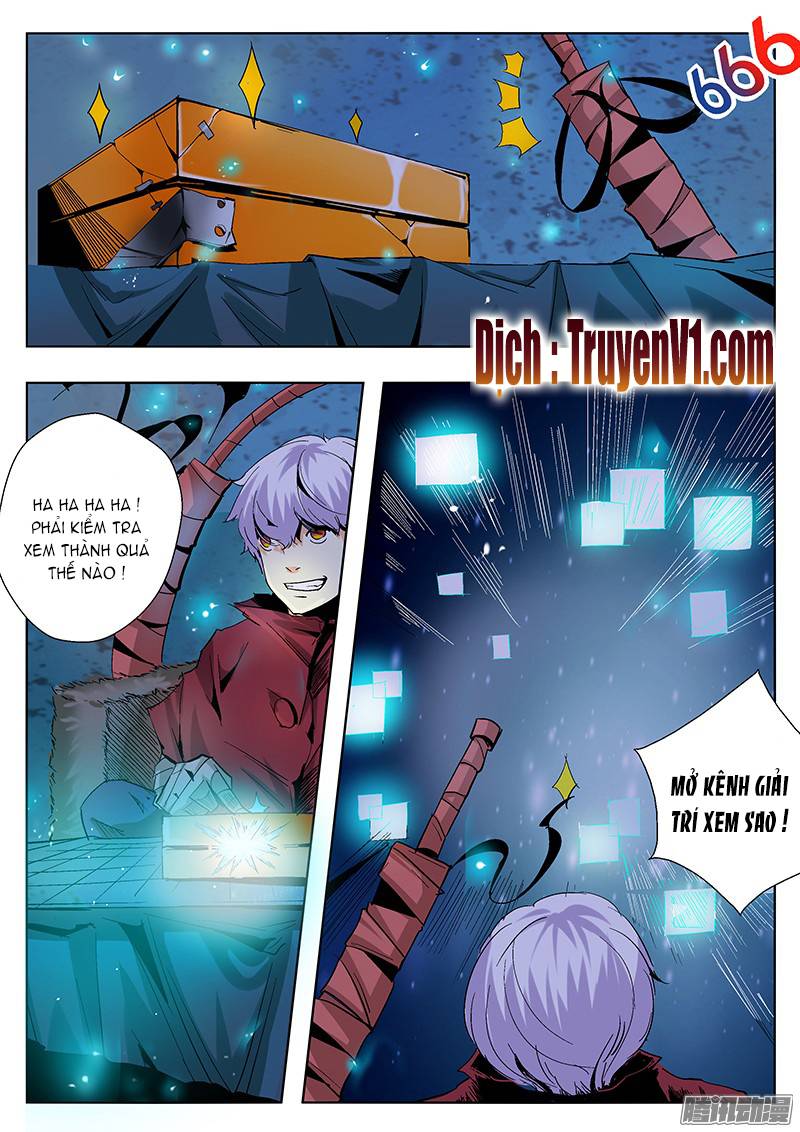 666
Dịch : TruyenV1.com
HA HA HA HA !
PHẢI KIỂM TRA
XEM THÀNH QUẢ
THẾ NÀO !
MỞ KÊNH GIẢI
TRÍ XEM SAO !
腾讯动漫